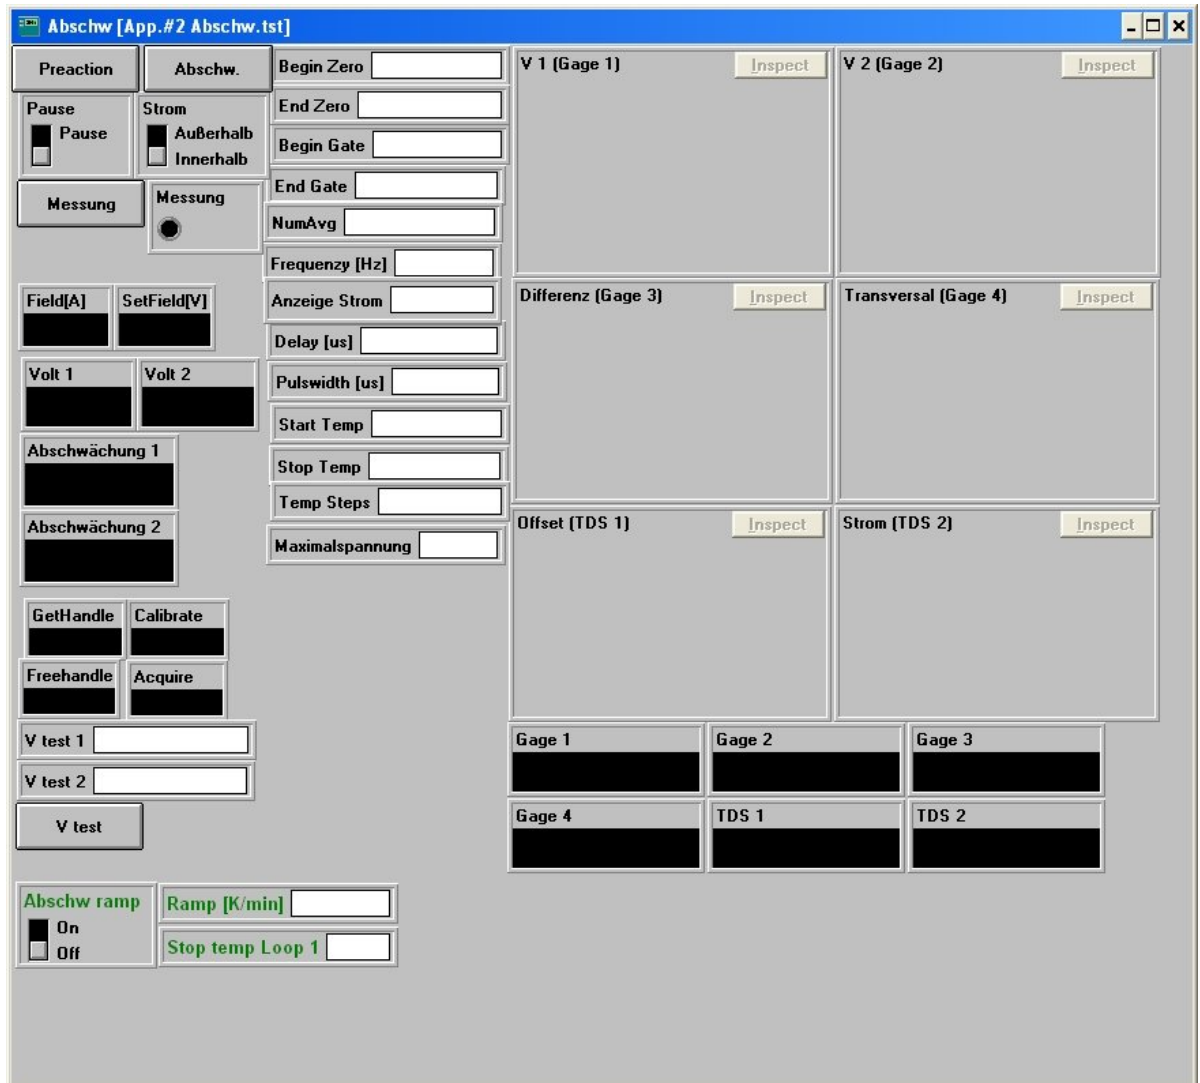 Abschw [App.#2 Abschw.tst]
Preaction
Abschw.
Pause
Pause
Strom
Außerhalb
Innerhalb
Messung
Messung
Field[A]
SetField[V]
Volt 1
Volt 2
Abschwächung 1
Abschwächung 2
GetHandle
Calibrate
Freehandle
Acquire
V test 1
V test 2
V test
Abschw ramp
On
Off
Ramp [K/min]
Stop temp Loop 1
Begin Zero
End Zero
Begin Gate
End Gate
NumAvg
Frequenzy [Hz]
Anzeige Strom
Delay [us]
Pulswidth [us]
Start Temp
Stop Temp
Temp Steps
Maximalspannung
V 1 (Gage 1)
Inspect
V 2 (Gage 2)
Inspect
Differenz (Gage 3)
Inspect
Transversal (Gage 4)
Inspect
Offset (TDS 1)
Inspect
Strom (TDS 2)
Inspect
Gage 1
Gage 2
Gage 3
Gage 4
TDS 1
TDS 2